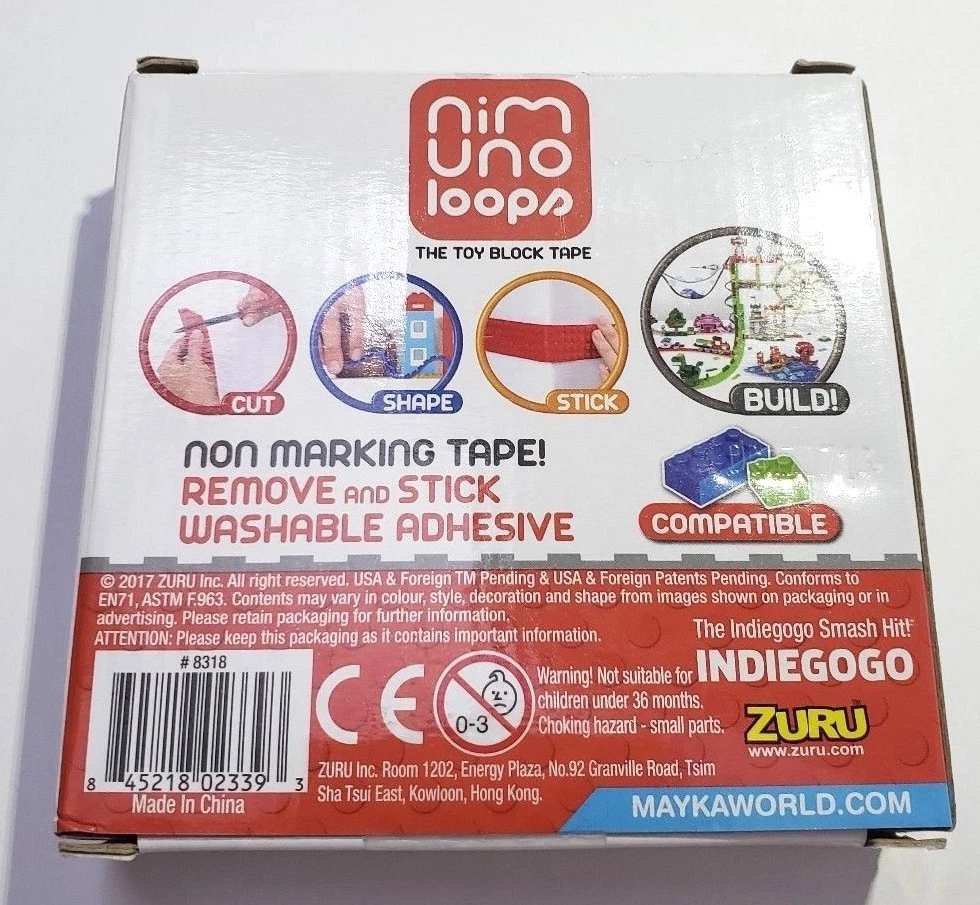 nim
uno
loops
THE TOY BLOCK TAPE
CUT
SHAPE
STICK
BUILD!
NON MARKING TAPE!
REMOVE AND STICK
WASHABLE ADHESIVE
COMPATIBLE
© 2017 ZURU Inc. All right reserved. USA & Foreign TM Pending & USA & Foreign Patents Pending. Conforms to
EN71, ASTM F.963. Contents may vary in colour, style, decoration and shape from images shown on packaging or in
advertising. Please retain packaging for further information.
ATTENTION: Please keep this packaging as it contains important information.
The Indiegogo Smash Hit!
INDIEGOGO
# 8318
8 45218 02339 3
Made In China
CE
0-3
Warning! Not suitable for
children under 36 months.
Choking hazard - small parts.
ZURU™
www.zuru.com
ZURU Inc. Room 1202, Energy Plaza, No.92 Granville Road, Tsim
Sha Tsui East, Kowloon, Hong Kong.
MAYKAWORLD.COM